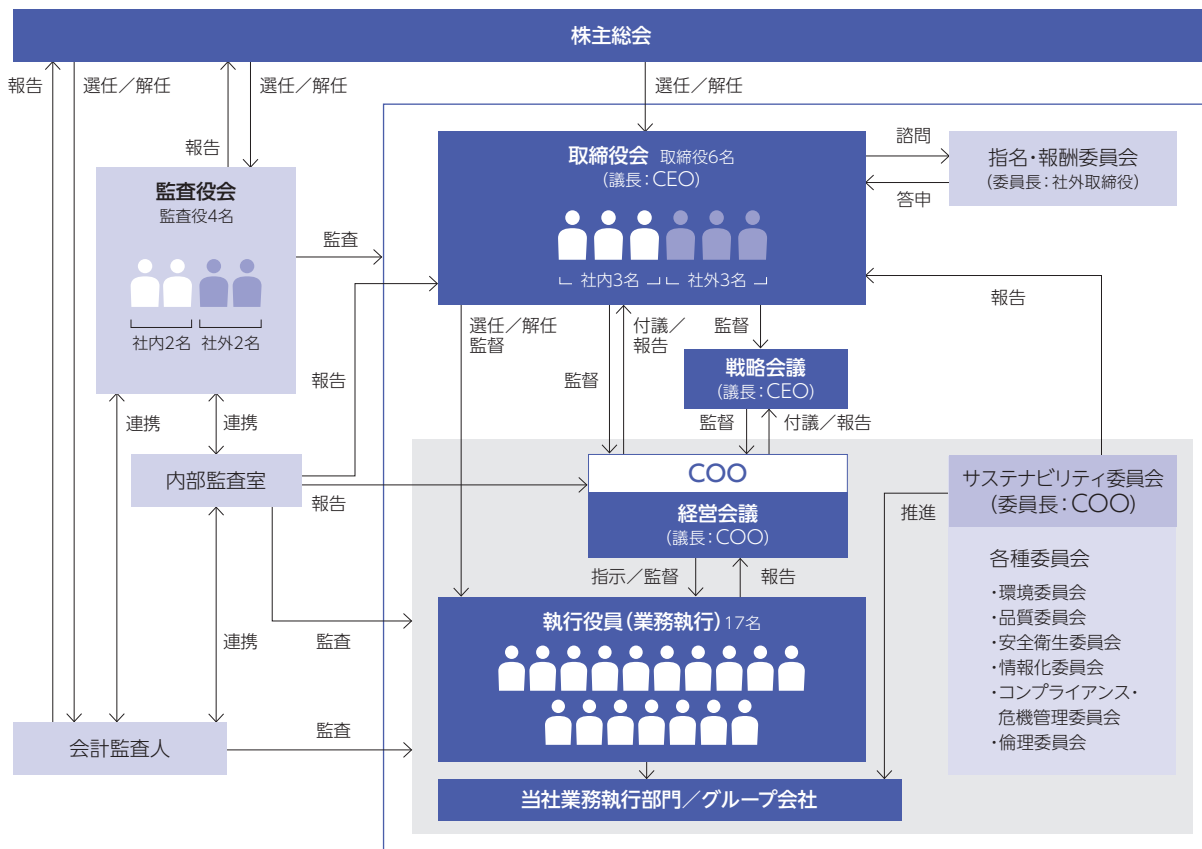 株主総会
報告
選任／解任
選任／解任
選任／解任
報告
監査役会
監査役4名
社内2名
社外2名
監査
取締役会 取締役6名
(議長：CEO)
社内3名
社外3名
諮問
指名・報酬委員会
(委員長：社外取締役)
答申
報告
選任／解任
監督
付議／
報告
監督
監督
戦略会議
(議長：CEO)
報告
監督
付議／報告
連携
連携
内部監査室
報告
COO
経営会議
(議長：COO)
サステナビリティ委員会
(委員長：COO)
推進
指示／監督
報告
各種委員会
・環境委員会
・品質委員会
・安全衛生委員会
・情報化委員会
・コンプライアンス・
危機管理委員会
・倫理委員会
執行役員(業務執行) 17名
連携
監査
会計監査人
監査
当社業務執行部門／グループ会社